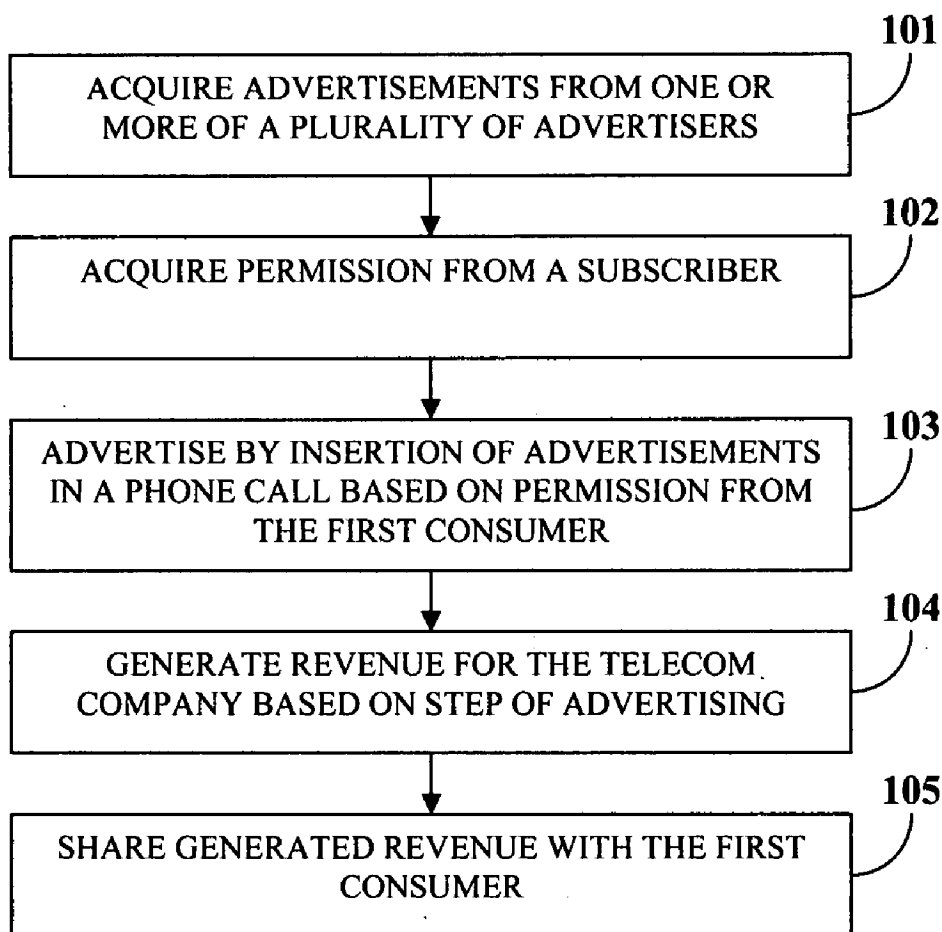 101
ACQUIRE ADVERTISEMENTS FROM ONE OR
MORE OF A PLURALITY OF ADVERTISERS
102
ACQUIRE PERMISSION FROM A SUBSCRIBER
103
ADVERTISE BY INSERTION OF ADVERTISEMENTS
IN A PHONE CALL BASED ON PERMISSION FROM
THE FIRST CONSUMER
104
GENERATE REVENUE FOR THE TELECOM
COMPANY BASED ON STEP OF ADVERTISING
105
SHARE GENERATED REVENUE WITH THE FIRST
CONSUMER